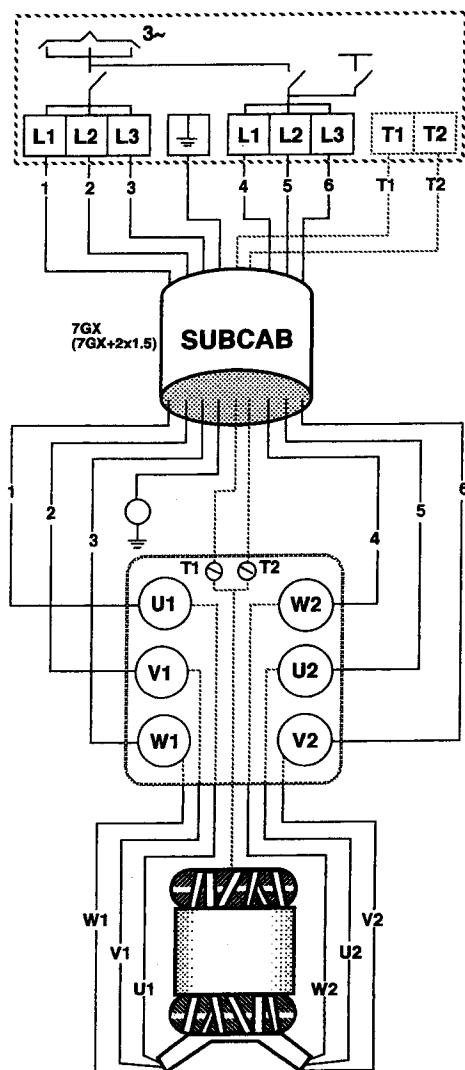 3~
L1 L2 L3 L1 L2 L3 T1 T2
1 2 3 4 5 6 T1 T2
7GX
(7GX+2x1.5)
SUBCAB
1 2 3 4 5 6
T1 T2
U1 W2
V1 U2
W1 V2
W1 V1 U1 W2 U2 V2